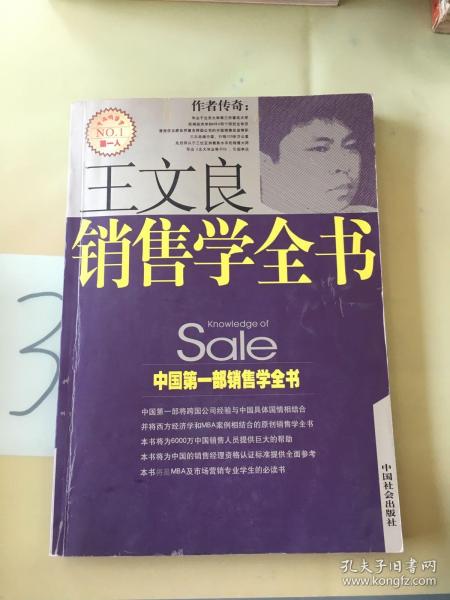 作者传奇：
NO.1
第一人
王文良
销售学全书
Knowledge of
Sale
中国第一部销售学全书
中国第一部将跨国公司经验与中国具体国情相结合
并将西方经济学和MBA案例相结合的原创销售学全书
本书将为6000万中国销售人员提供巨大的帮助
本书将为中国的销售经理资格认证标准提供全面参考
本书将是MBA及市场营销专业学生的必读书
中国社会出版社
3
孔夫子旧书网
www.kongfz.com